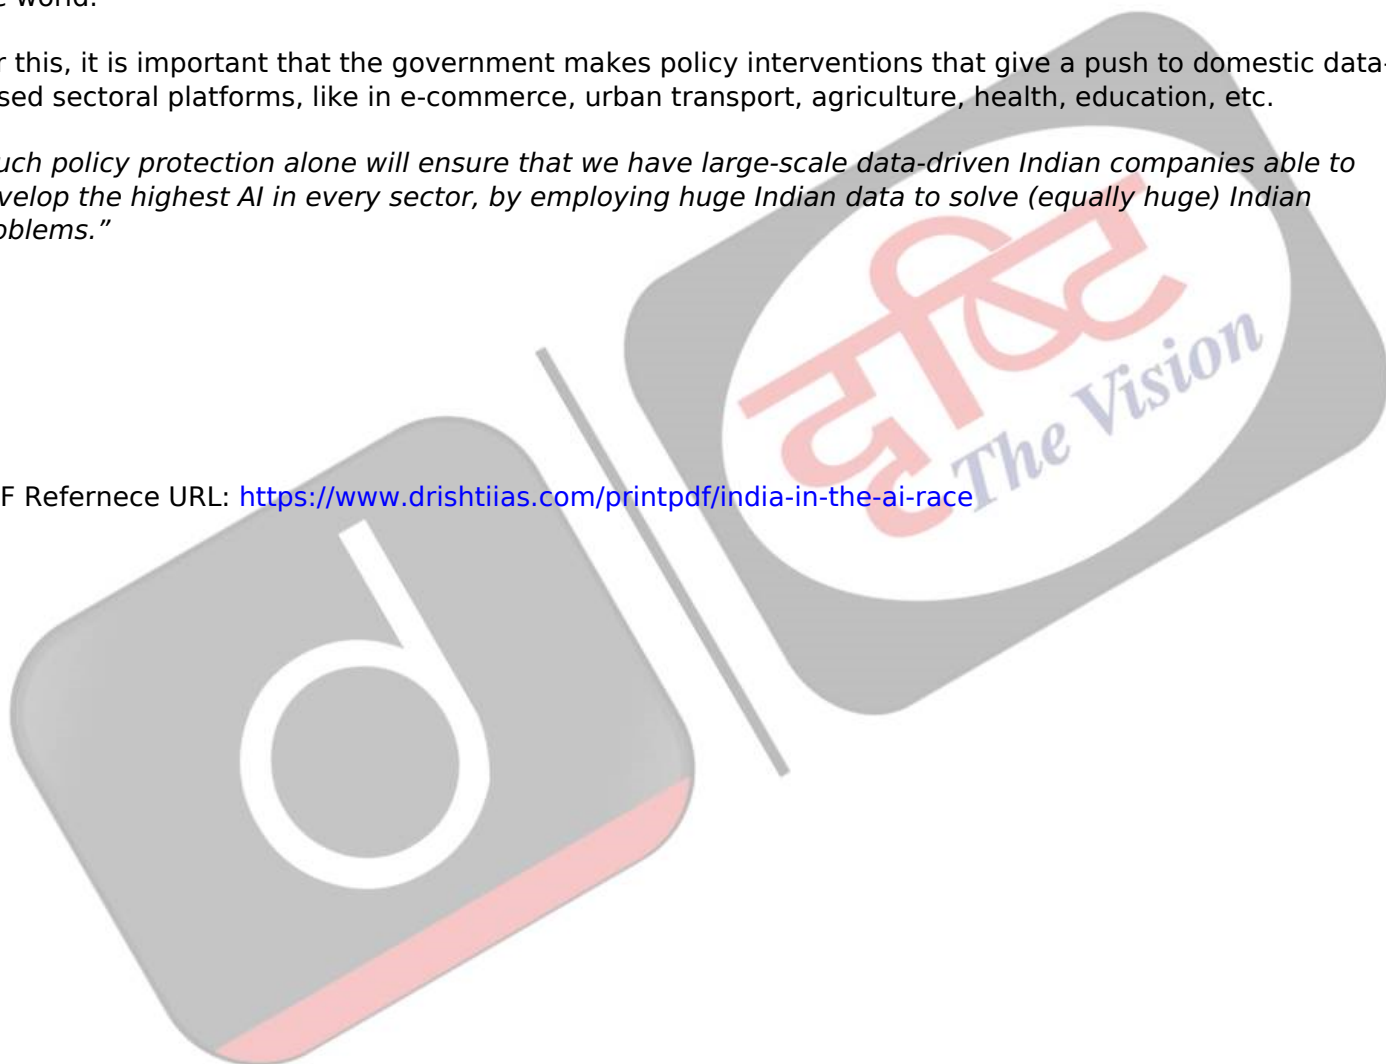 world.
r this, it is important that the government makes policy interventions that give a push to domestic data-
sed sectoral platforms, like in e-commerce, urban transport, agriculture, health, education, etc.
uch policy protection alone will ensure that we have large-scale data-driven Indian companies able to
velop the highest AI in every sector, by employing huge Indian data to solve (equally huge) Indian
oblems.”
दृष्टि
The Vision
F Refernece URL: https://www.drishtiias.com/printpdf/india-in-the-ai-race
d